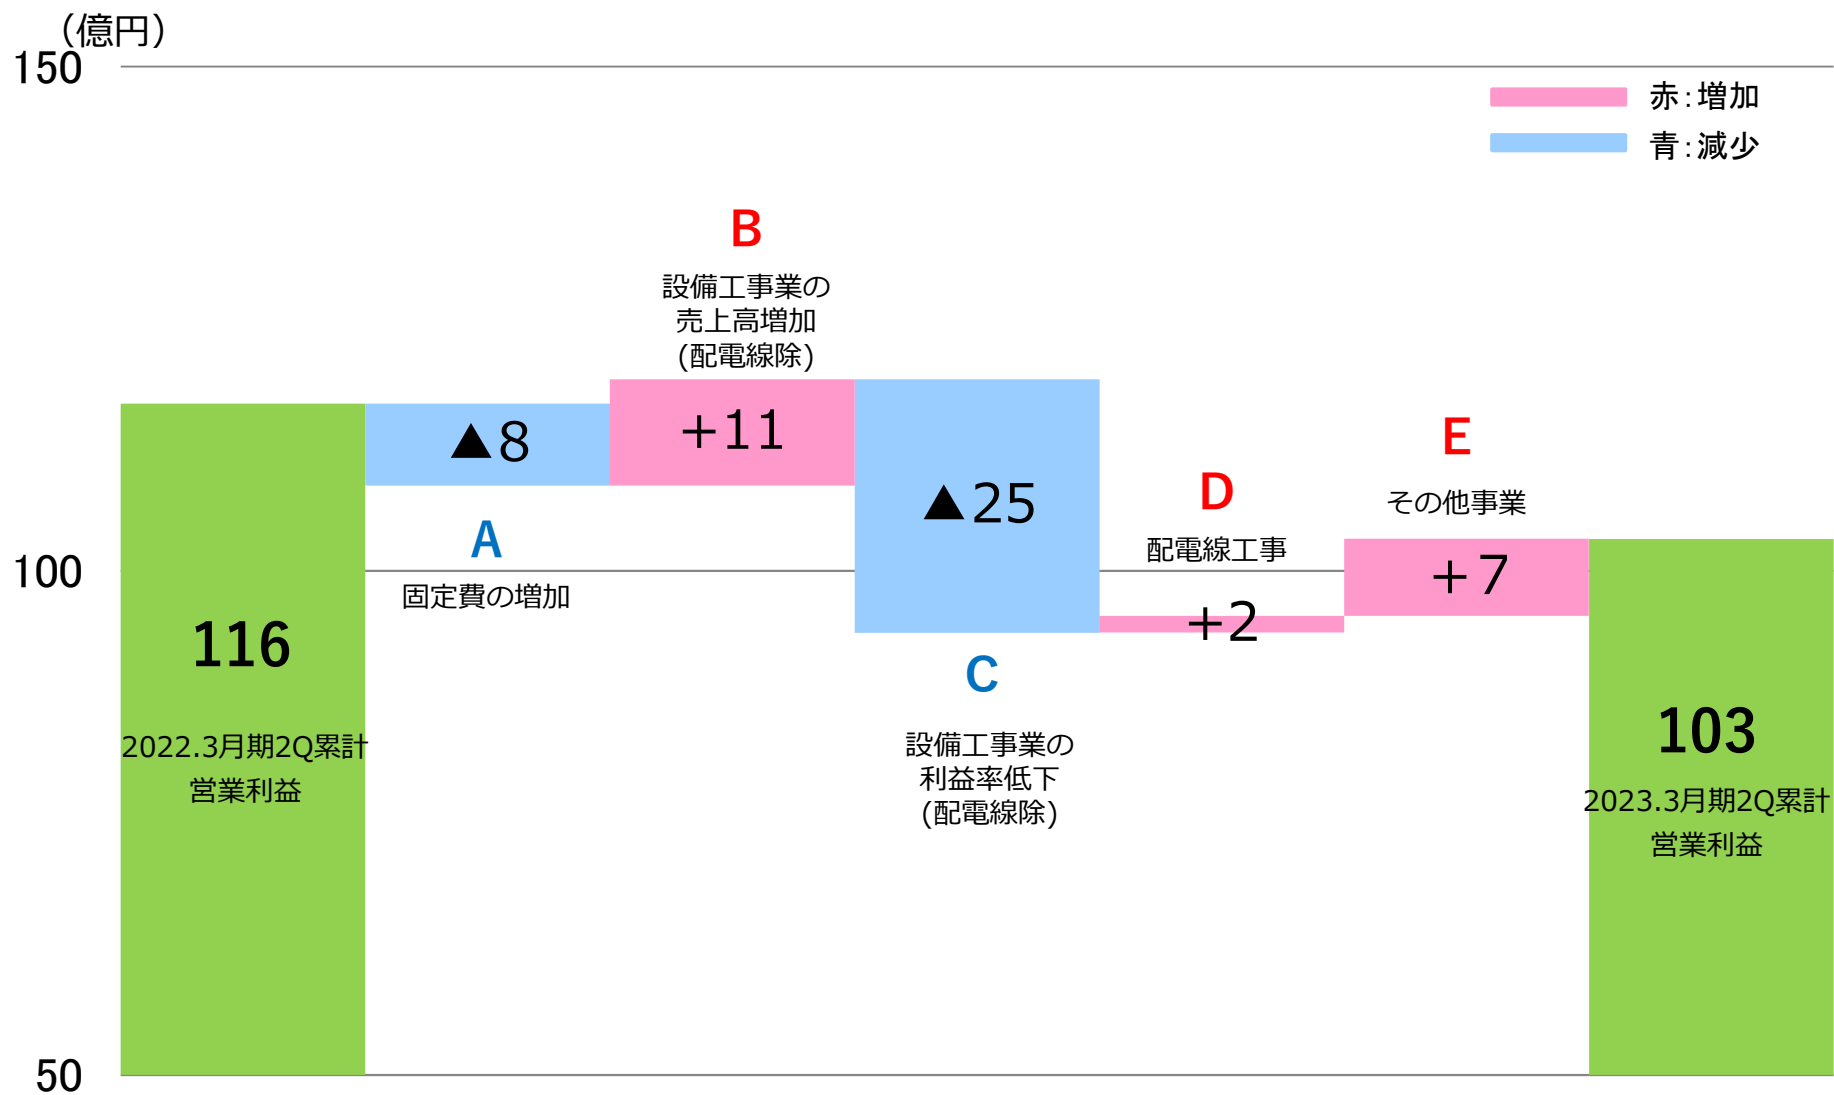 （億円）
150
赤：増加
青：減少
B
設備工事業の
売上高増加
(配電線除)
▲8
+11
▲25
A
固定費の増加
D
配電線工事
E
その他事業
100
+2
+7
116
2022.3月期2Q累計
営業利益
C
設備工事業の
利益率低下
(配電線除)
103
2023.3月期2Q累計
営業利益
50